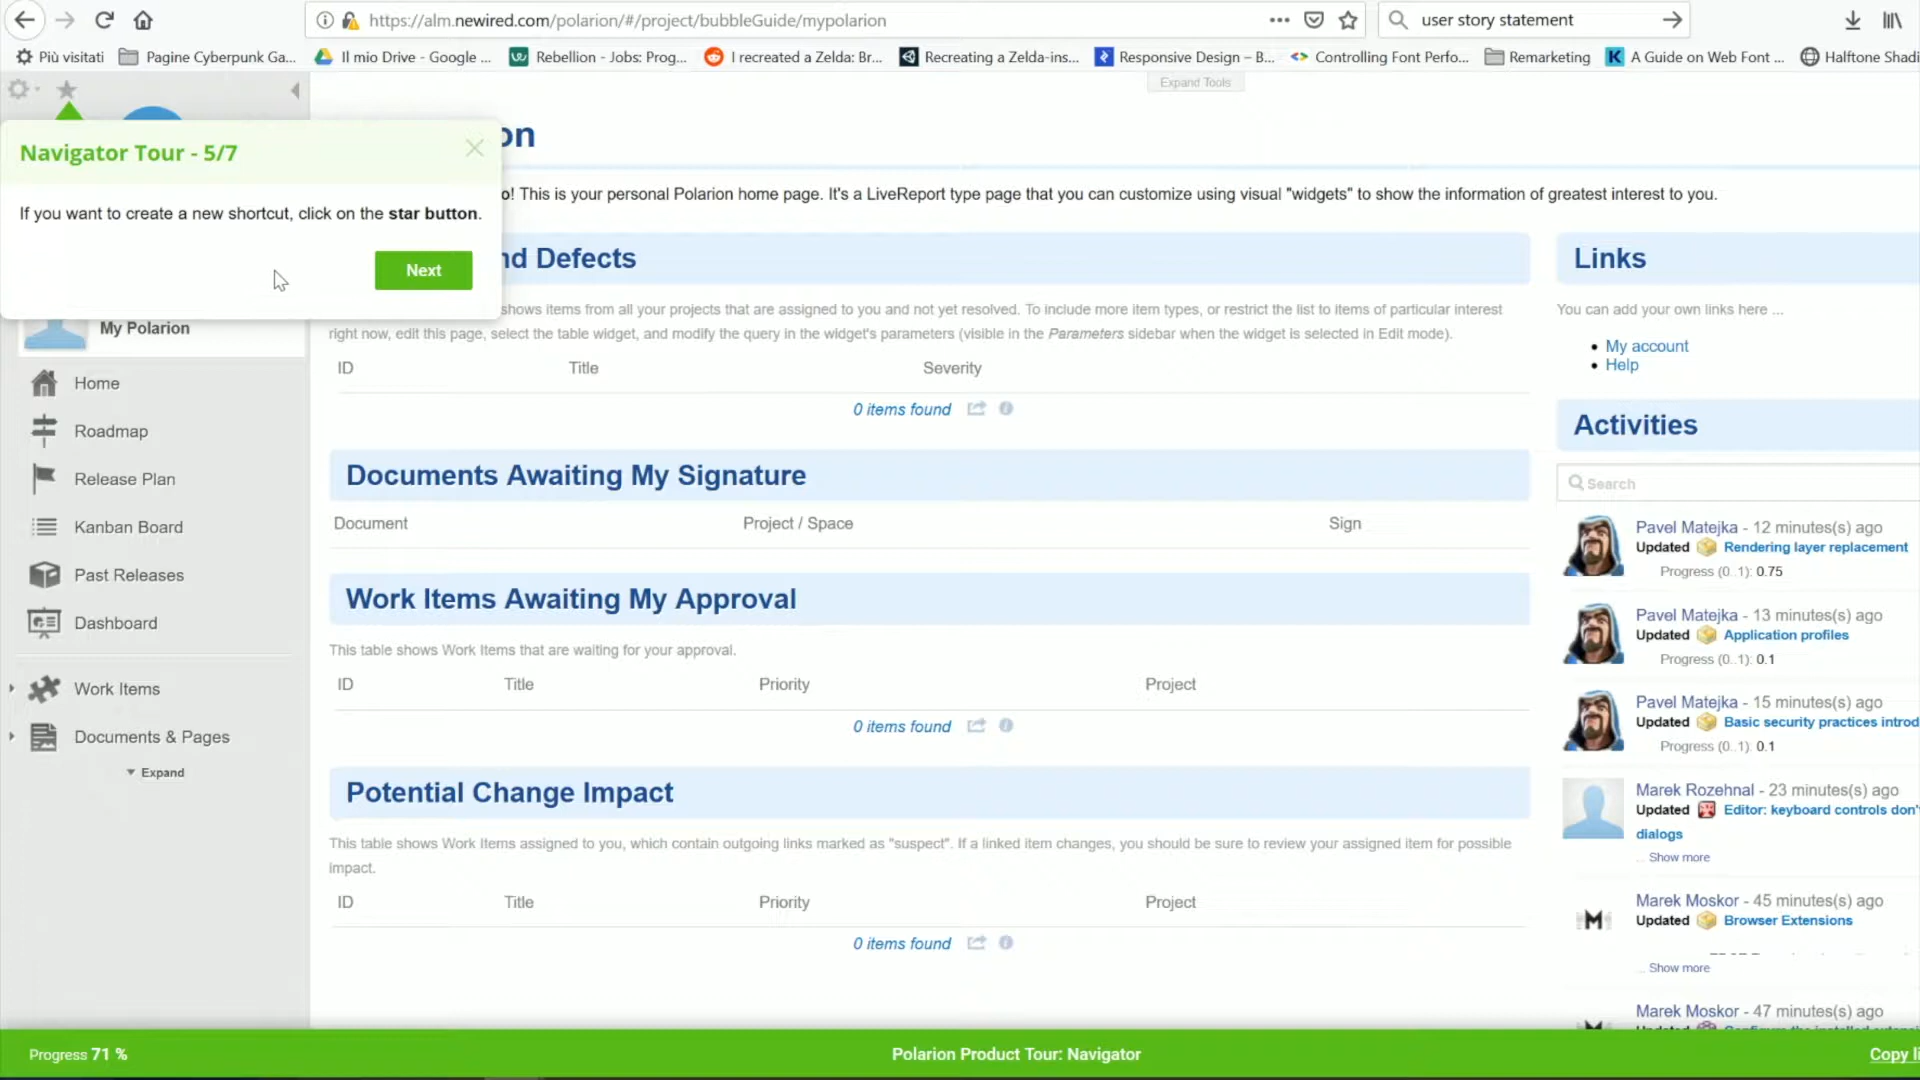 https://alm.newired.com/polarion/#/project/bubbleGuide/mypolarion
user story statement
Più visitati
Pagine Cyberpunk Ga...
Il mio Drive - Google ...
Rebellion - Jobs: Prog...
I recreated a Zelda: Br...
Recreating a Zelda-ins...
Responsive Design – B...
Controlling Font Perfo...
Remarketing
A Guide on Web Font ...
Halftone Shadi
Expand Tools
Navigator Tour - 5/7
If you want to create a new shortcut, click on the star button.
Next
on
o! This is your personal Polarion home page. It's a LiveReport type page that you can customize using visual "widgets" to show the information of greatest interest to you.
My Polarion
Home
Roadmap
Release Plan
Kanban Board
Past Releases
Dashboard
Work Items
Documents & Pages
Expand
nd Defects
shows items from all your projects that are assigned to you and not yet resolved. To include more item types, or restrict the list to items of particular interest
right now, edit this page, select the table widget, and modify the query in the widget's parameters (visible in the Parameters sidebar when the widget is selected in Edit mode).
ID Title Severity
0 items found
Documents Awaiting My Signature
Document Project / Space Sign
Work Items Awaiting My Approval
This table shows Work Items that are waiting for your approval.
ID Title Priority Project
0 items found
Potential Change Impact
This table shows Work Items assigned to you, which contain outgoing links marked as "suspect". If a linked item changes, you should be sure to review your assigned item for possible
impact.
ID Title Priority Project
0 items found
Links
You can add your own links here ...
My account
Help
Activities
Search
Pavel Matejka - 12 minutes(s) ago
Updated Rendering layer replacement
Progress (0..1): 0.75
Pavel Matejka - 13 minutes(s) ago
Updated Application profiles
Progress (0..1): 0.1
Pavel Matejka - 15 minutes(s) ago
Updated Basic security practices introd
Progress (0..1): 0.1
Marek Rozehnal - 23 minutes(s) ago
Updated Editor: keyboard controls don'
dialogs
... Show more
Marek Moskor - 45 minutes(s) ago
Updated Browser Extensions
... Show more
Marek Moskor - 47 minutes(s) ago
Progress 71 %
Polarion Product Tour: Navigator
Copy li